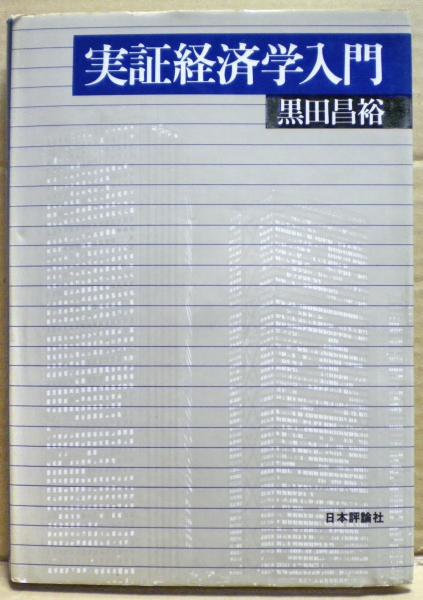 実証経済学入門
黒田昌裕
日本評論社